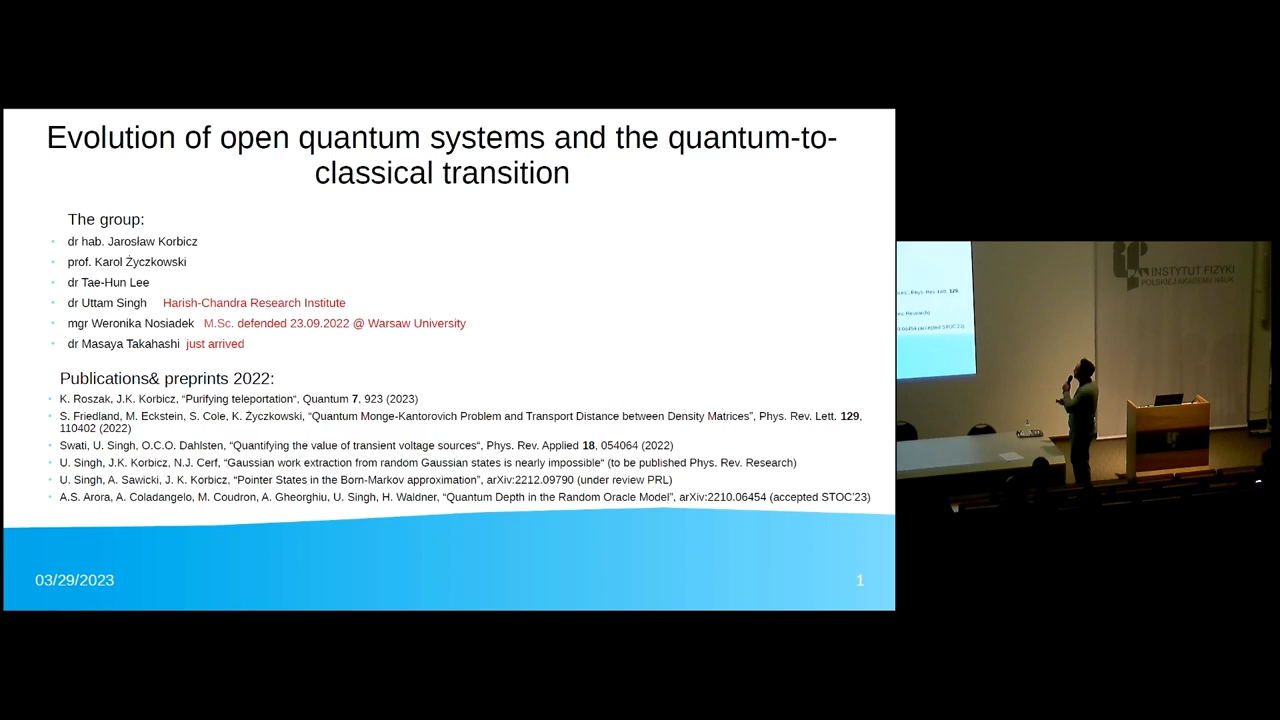 Evolution of open quantum systems and the quantum-to-
classical transition
The group:
dr hab. Jarosław Korbicz
prof. Karol Życzkowski
dr Tae-Hun Lee
dr Uttam Singh Harish-Chandra Research Institute
mgr Weronika Nosiadek M.Sc. defended 23.09.2022 @ Warsaw University
dr Masaya Takahashi just arrived
Publications& preprints 2022:
K. Roszak, J.K. Korbicz, “Purifying teleportation“, Quantum 7, 923 (2023)
S. Friedland, M. Eckstein, S. Cole, K. Życzkowski, “Quantum Monge-Kantorovich Problem and Transport Distance between Density Matrices”, Phys. Rev. Lett. 129,
110402 (2022)
Swati, U. Singh, O.C.O. Dahlsten, “Quantifying the value of transient voltage sources“, Phys. Rev. Applied 18, 054064 (2022)
U. Singh, J.K. Korbicz, N.J. Cerf, “Gaussian work extraction from random Gaussian states is nearly impossible“ (to be published Phys. Rev. Research)
U. Singh, A. Sawicki, J. K. Korbicz, “Pointer States in the Born-Markov approximation”, arXiv:2212.09790 (under review PRL)
A.S. Arora, A. Coladangelo, M. Coudron, A. Gheorghiu, U. Singh, H. Waldner, “Quantum Depth in the Random Oracle Model”, arXiv:2210.06454 (accepted STOC'23)
03/29/2023
1
INSTYTUT FIZYKI
POLSKIEJ AKADEMII NAUK